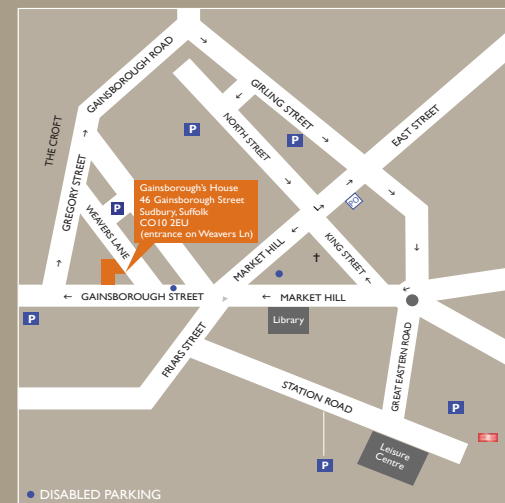 GAINSBOROUGH ROAD
GIRLING STREET
EAST STREET
THE CROFT
NORTH STREET
P
P
GREGORY STREET
WEAVERS LANE
P
Gainsborough's House
46 Gainsborough Street
Sudbury, Suffolk
CO10 2EU
(entrance on Weavers Ln)
PO
KING STREET
MARKET HILL
GAINSBOROUGH STREET
MARKET HILL
P
Library
FRIARS STREET
GREAT EASTERN ROAD
STATION ROAD
P
Leisure
Centre
P
DISABLED PARKING